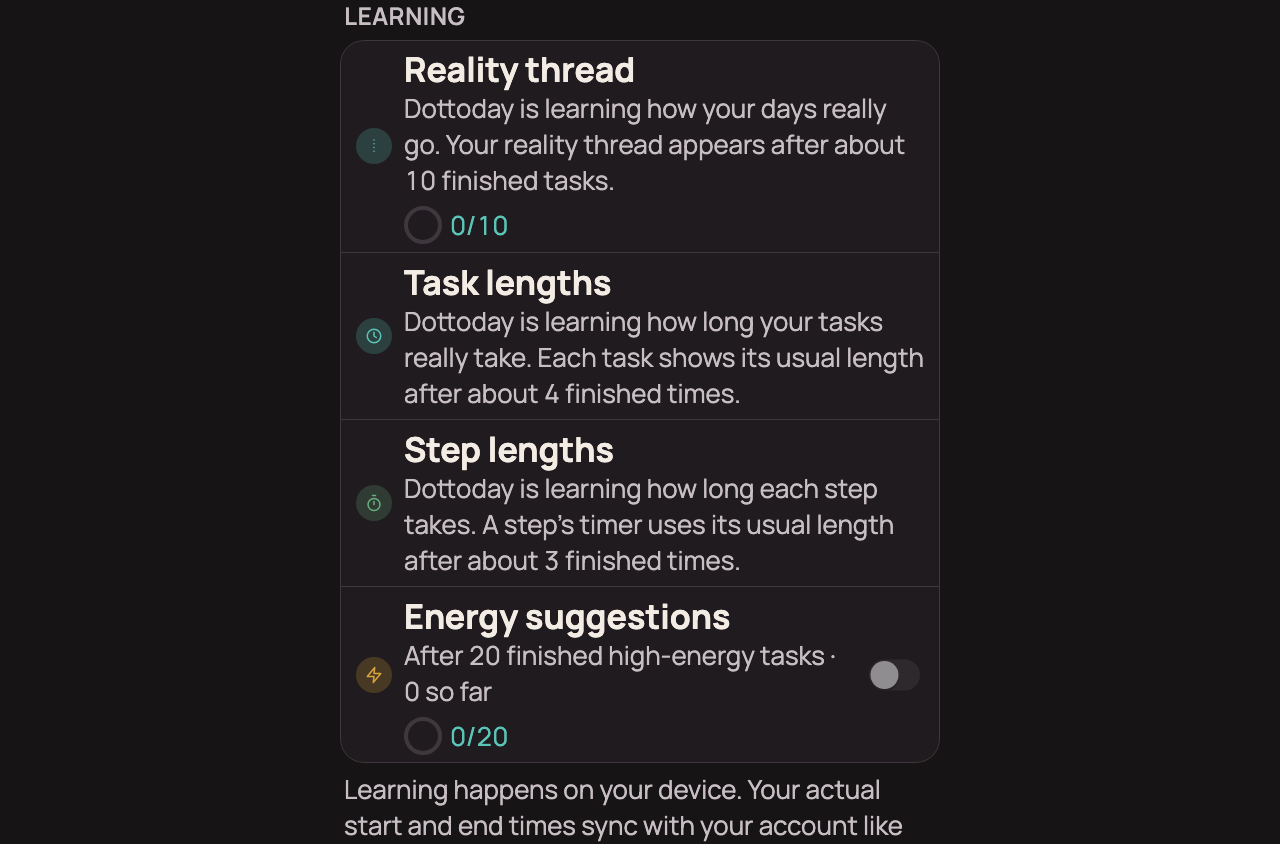 LEARNING
Reality thread
Dottoday is learning how your days really
go. Your reality thread appears after about
10 finished tasks.
0/10
Task lengths
Dottoday is learning how long your tasks
really take. Each task shows its usual length
after about 4 finished times.
Step lengths
Dottoday is learning how long each step
takes. A step’s timer uses its usual length
after about 3 finished times.
Energy suggestions
After 20 finished high-energy tasks ·
0 so far
0/20
Learning happens on your device. Your actual
start and end times sync with your account like